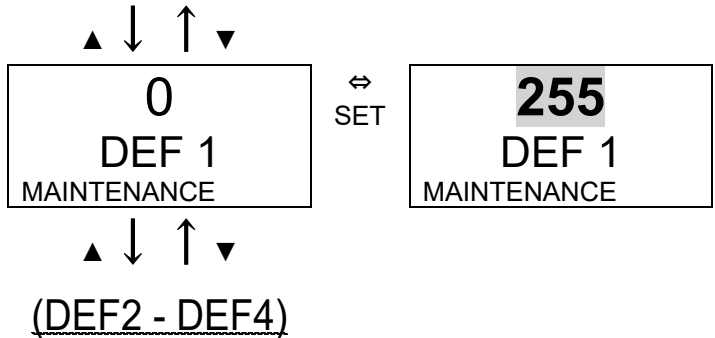 ▲ ↓ ↑ ▼
0 ⇔ 255
SET
DEF 1 DEF 1
MAINTENANCE MAINTENANCE
▲ ↓ ↑ ▼
(DEF2 - DEF4)